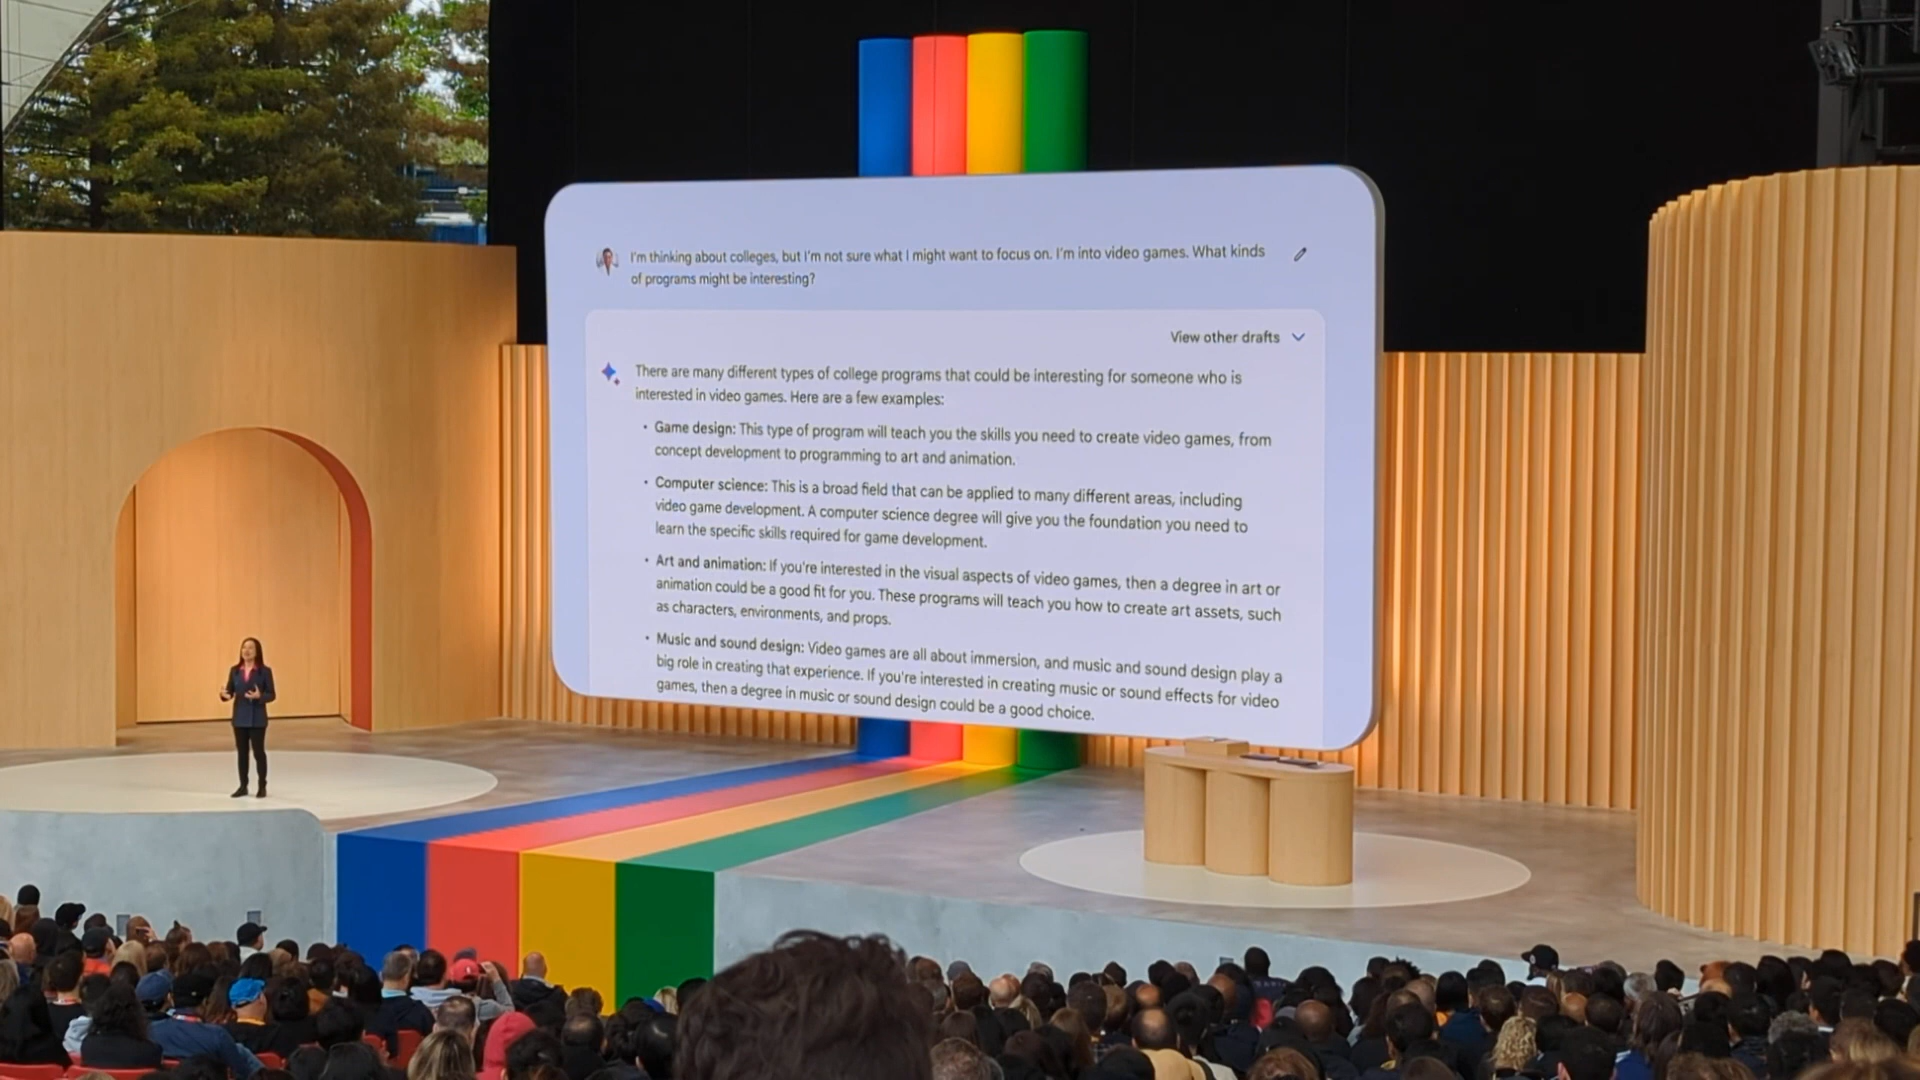 I'm thinking about colleges, but I'm not sure what I might want to focus on. I'm into video games. What kinds
of programs might be interesting?
View other drafts
There are many different types of college programs that could be interesting for someone who is
interested in video games. Here are a few examples:
• Game design: This type of program will teach you the skills you need to create video games, from
concept development to programming to art and animation.
• Computer science: This is a broad field that can be applied to many different areas, including
video game development. A computer science degree will give you the foundation you need to
learn the specific skills required for game development.
• Art and animation: If you're interested in the visual aspects of video games, then a degree in art or
animation could be a good fit for you. These programs will teach you how to create art assets, such
as characters, environments, and props.
• Music and sound design: Video games are all about immersion, and music and sound design play a
big role in creating that experience. If you're interested in creating music or sound effects for video
games, then a degree in music or sound design could be a good choice.